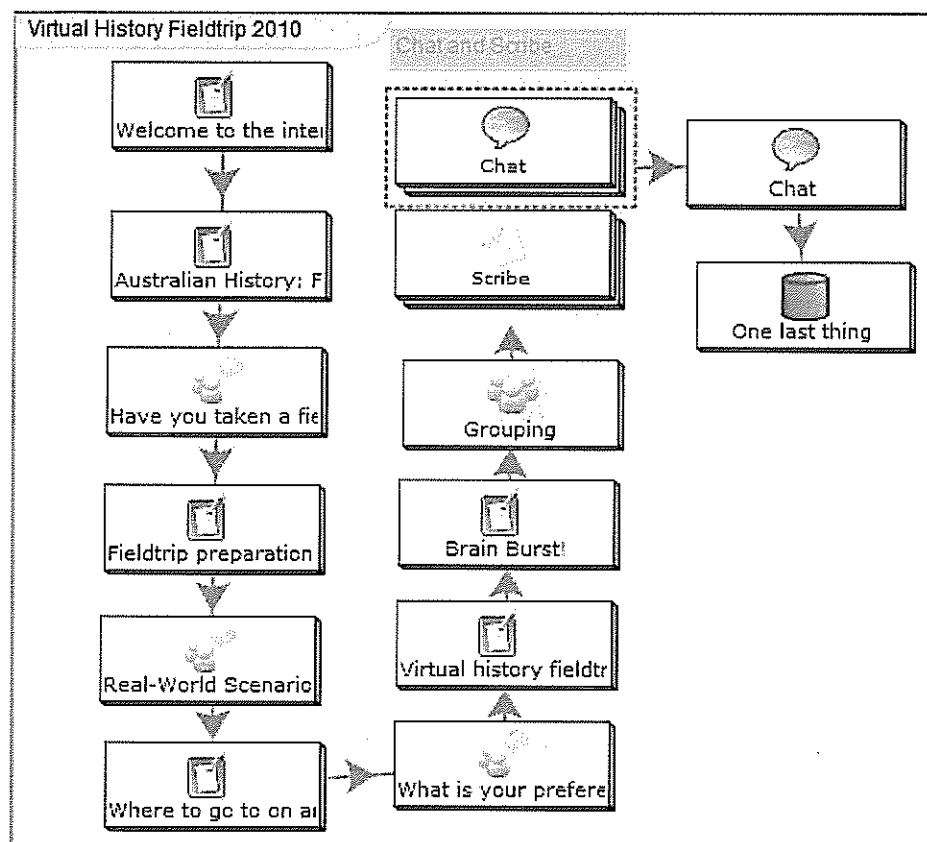 Virtual History Fieldtrip 2010
Welcome to the inter
Australian History: F
Have you taken a fie
Fieldtrip preparation
Real-World Scenario
Where to go to on a
What is your prefere
Virtual history fieldtr
Brain Burst!
Grouping
Chat and Scribe
Chat
Scribe
Chat
One last thing